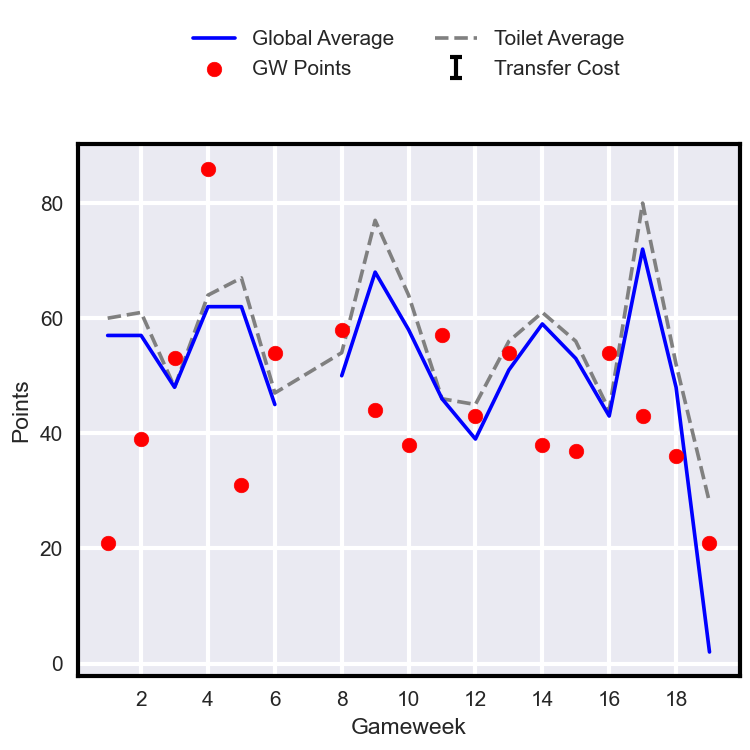 Global Average
Toilet Average
GW Points
Transfer Cost
80
60
40
20
0
Points
2 4 6 8 10 12 14 16 18
Gameweek